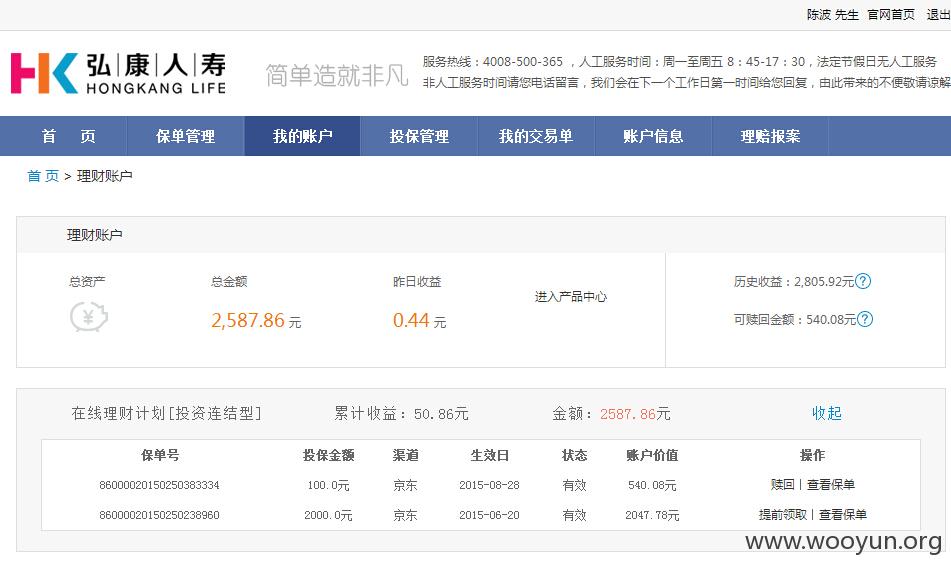 陈波 先生 官网首页 退出
弘康人寿
HONGKANG LIFE
简单造就非凡
服务热线：4008-500-365 ，人工服务时间：周一至周五 8：45-17：30，法定节假日无人工服务
非人工服务时间请您电话留言，我们会在下一个工作日第一时间给您回复，由此带来的不便敬请谅解
首 页 保单管理 我的账户 投保管理 我的交易单 账户信息 理赔报案
首 页 > 理财账户
理财账户
总资产 总金额 昨日收益 进入产品中心 历史收益：2,805.92元?
¥ 2,587.86 元 0.44 元 可赎回金额：540.08元?
在线理财计划[投资连结型] 累计收益：50.86元 金额：2587.86元 收起
保单号 投保金额 渠道 生效日 状态 账户价值 操作
86000020150250383334 100.0元 京东 2015-08-28 有效 540.08元 赎回丨查看保单
86000020150250238960 2000.0元 京东 2015-06-20 有效 2047.78元 提前领取丨查看保单
www.wooyun.org